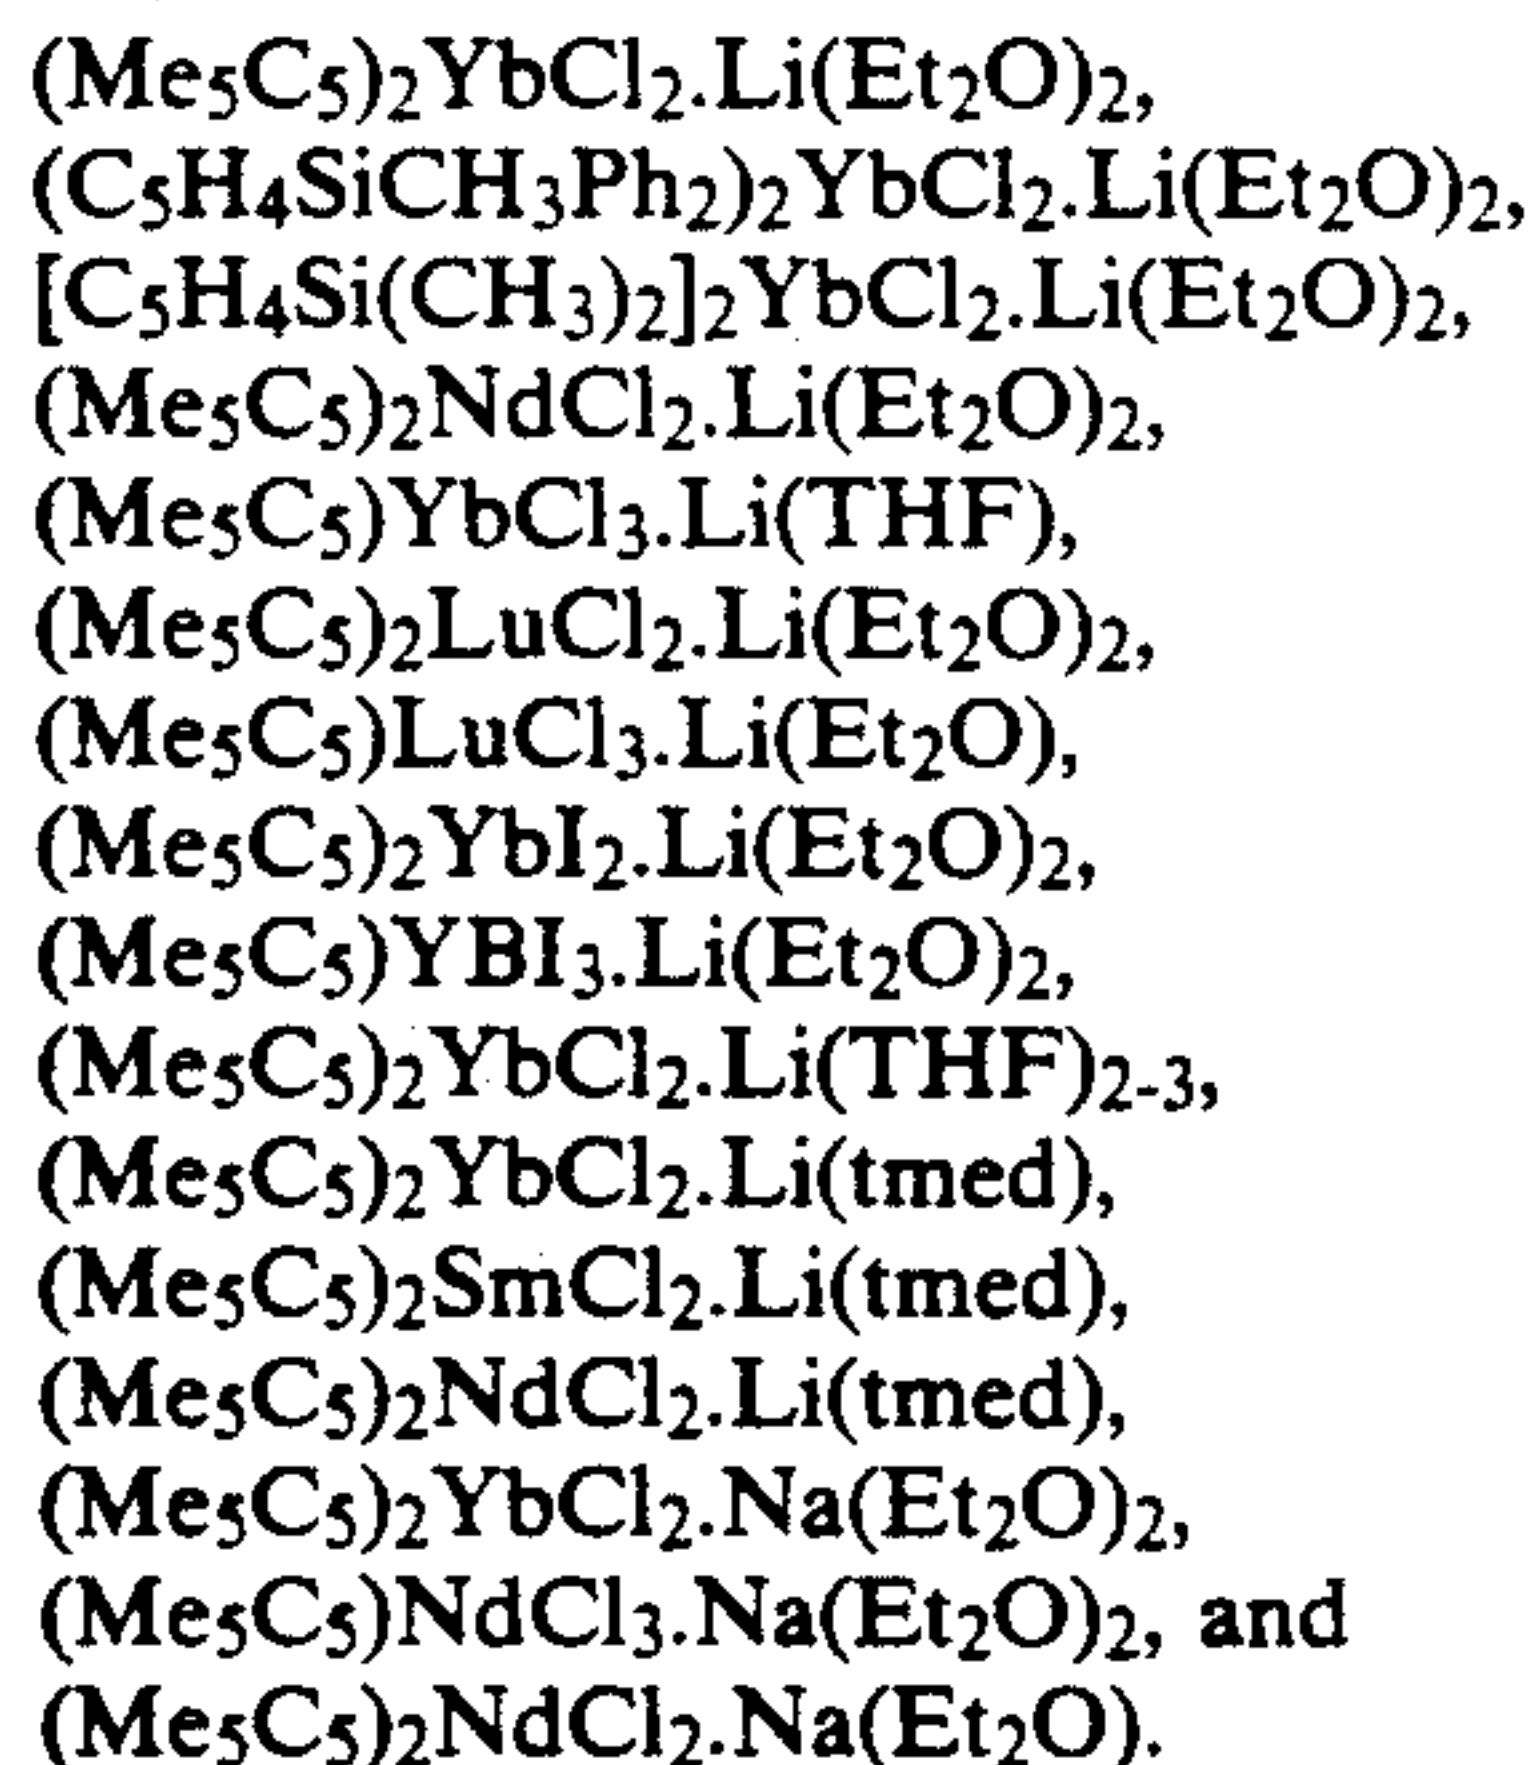 (Me₅C₅)₂YbCl₂.Li(Et₂O)₂,
(C₅H₄SiCH₃Ph₂)₂YbCl₂.Li(Et₂O)₂,
[C₅H₄Si(CH₃)₂]₂YbCl₂.Li(Et₂O)₂,
(Me₅C₅)₂NdCl₂.Li(Et₂O)₂,
(Me₅C₅)YbCl₃.Li(THF),
(Me₅C₅)₂LuCl₂.Li(Et₂O)₂,
(Me₅C₅)LuCl₃.Li(Et₂O),
(Me₅C₅)₂YbI₂.Li(Et₂O)₂,
(Me₅C₅)YBI₃.Li(Et₂O)₂,
(Me₅C₅)₂YbCl₂.Li(THF)₂₋₃,
(Me₅C₅)₂YbCl₂.Li(tmed),
(Me₅C₅)₂SmCl₂.Li(tmed),
(Me₅C₅)₂NdCl₂.Li(tmed),
(Me₅C₅)₂YbCl₂.Na(Et₂O)₂,
(Me₅C₅)NdCl₃.Na(Et₂O)₂, and
(Me₅C₅)₂NdCl₂.Na(Et₂O).